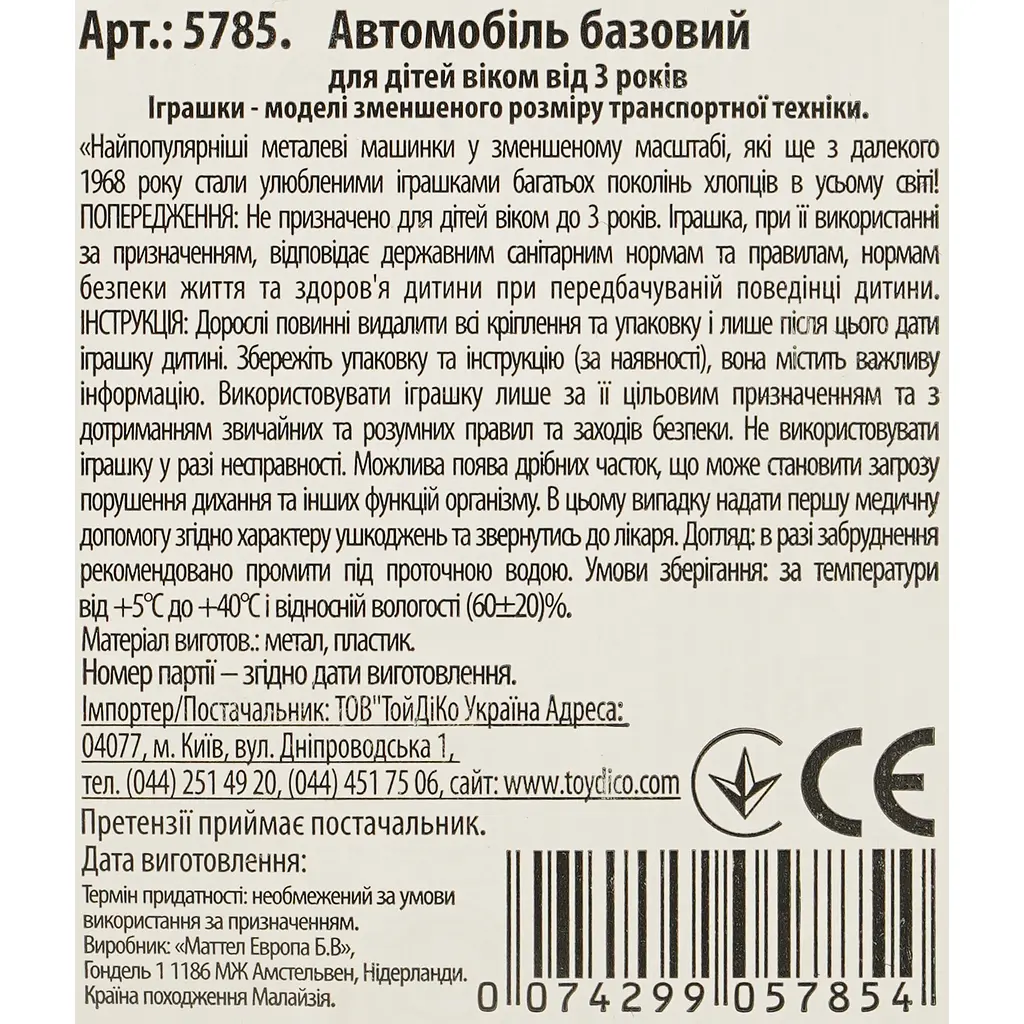 Арт.: 5785. Автомобіль базовий
для дітей віком від 3 років
Іграшки - моделі зменшеного розміру транспортної техніки.
«Найпопулярніші металеві машинки у зменшеному масштабі, які ще з далекого
1968 року стали улюбленими іграшками багатьох поколінь хлопців в усьому світі!
ПОПЕРЕДЖЕННЯ: Не призначено для дітей віком до 3 років. Іграшка, при її використанні
за призначенням, відповідає державним санітарним нормам та правилам, нормам
безпеки життя та здоров'я дитини при передбачуваній поведінці дитини.
ІНСТРУКЦІЯ: Дорослі повинні видалити всі кріплення та упаковку і лише після цього дати
іграшку дитині. Збережіть упаковку та інструкцію (за наявності), вона містить важливу
інформацію. Використовувати іграшку лише за її цільовим призначенням та з
дотриманням звичайних та розумних правил та заходів безпеки. Не використовувати
іграшку у разі несправності. Можлива поява дрібних часток, що може становити загрозу
порушення дихання та інших функцій організму. В цьому випадку надати першу медичну
допомогу згідно характеру ушкоджень та звернутись до лікаря. Догляд: в разі забруднення
рекомендовано промити під проточною водою. Умови зберігання: за температури
від +5°С до +40°С і відносній вологості (60±20)%.
Матеріал виготов.: метал, пластик.
Номер партії – згідно дати виготовлення.
Імпортер/Постачальник: ТОВ"ТойДіКо Україна Адреса:
04077, м. Київ, вул. Дніпроводська 1,
тел. (044) 251 49 20, (044) 451 75 06, сайт: www.toydico.com
Претензії приймає постачальник.
Дата виготовлення:
Термін придатності: необмежений за умови
використання за призначенням.
Виробник: «Маттел Европа Б.В»,
Гондель 1 1186 МЖ Амстельвен, Нідерланди.
Країна походження Малайзія.
CE
0 074299 057854